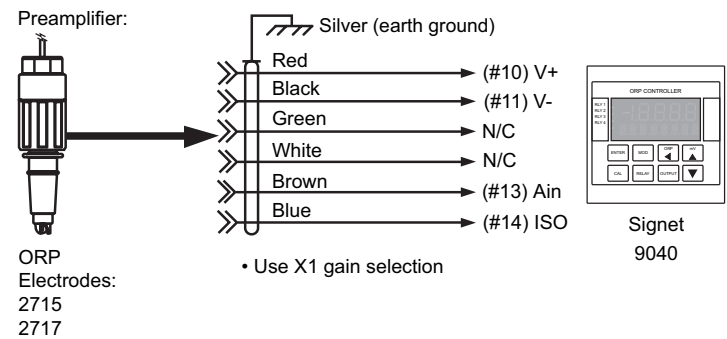 Preamplifier:
Silver (earth ground)
Red
(#10) V+
Black
(#11) V-
Green
N/C
White
N/C
Brown
(#13) Ain
Blue
(#14) ISO
• Use X1 gain selection
ORP
Electrodes:
2715
2717
ORP CONTROLLER
RLY 1
RLY 2
RLY 3
RLY 4
ENTER
MOD
ORP
mV
CAL
RELAY
OUTPUT
Signet
9040